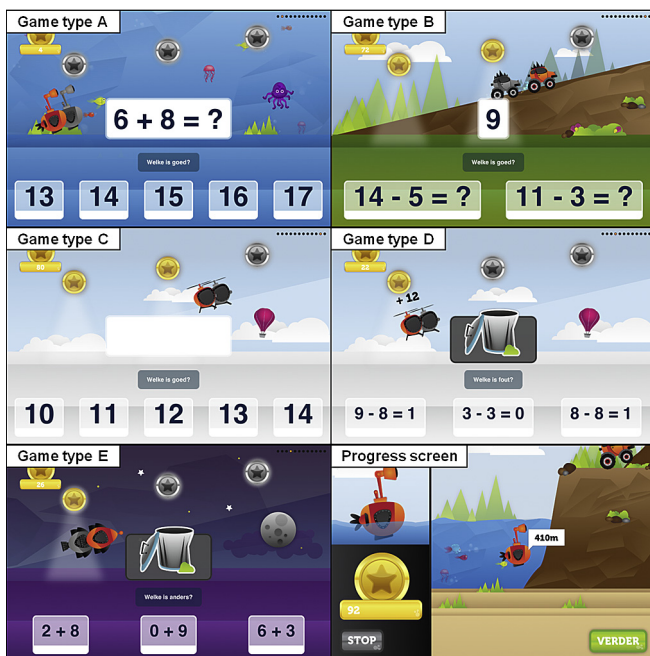 Game type A
4
6 + 8 = ?
Welke is goed?
13 14 15 16 17
Game type B
72
9
Welke is goed?
14 - 5 = ? 11 - 3 = ?
Game type C
80
Welke is goed?
10 11 12 13 14
Game type D
22
+ 12
Welke is fout?
9 - 8 = 1 3 - 3 = 0 8 - 8 = 1
Game type E
26
Welke is anders?
2 + 8 0 + 9 6 + 3
Progress screen
410m
92
STOP
VERDER